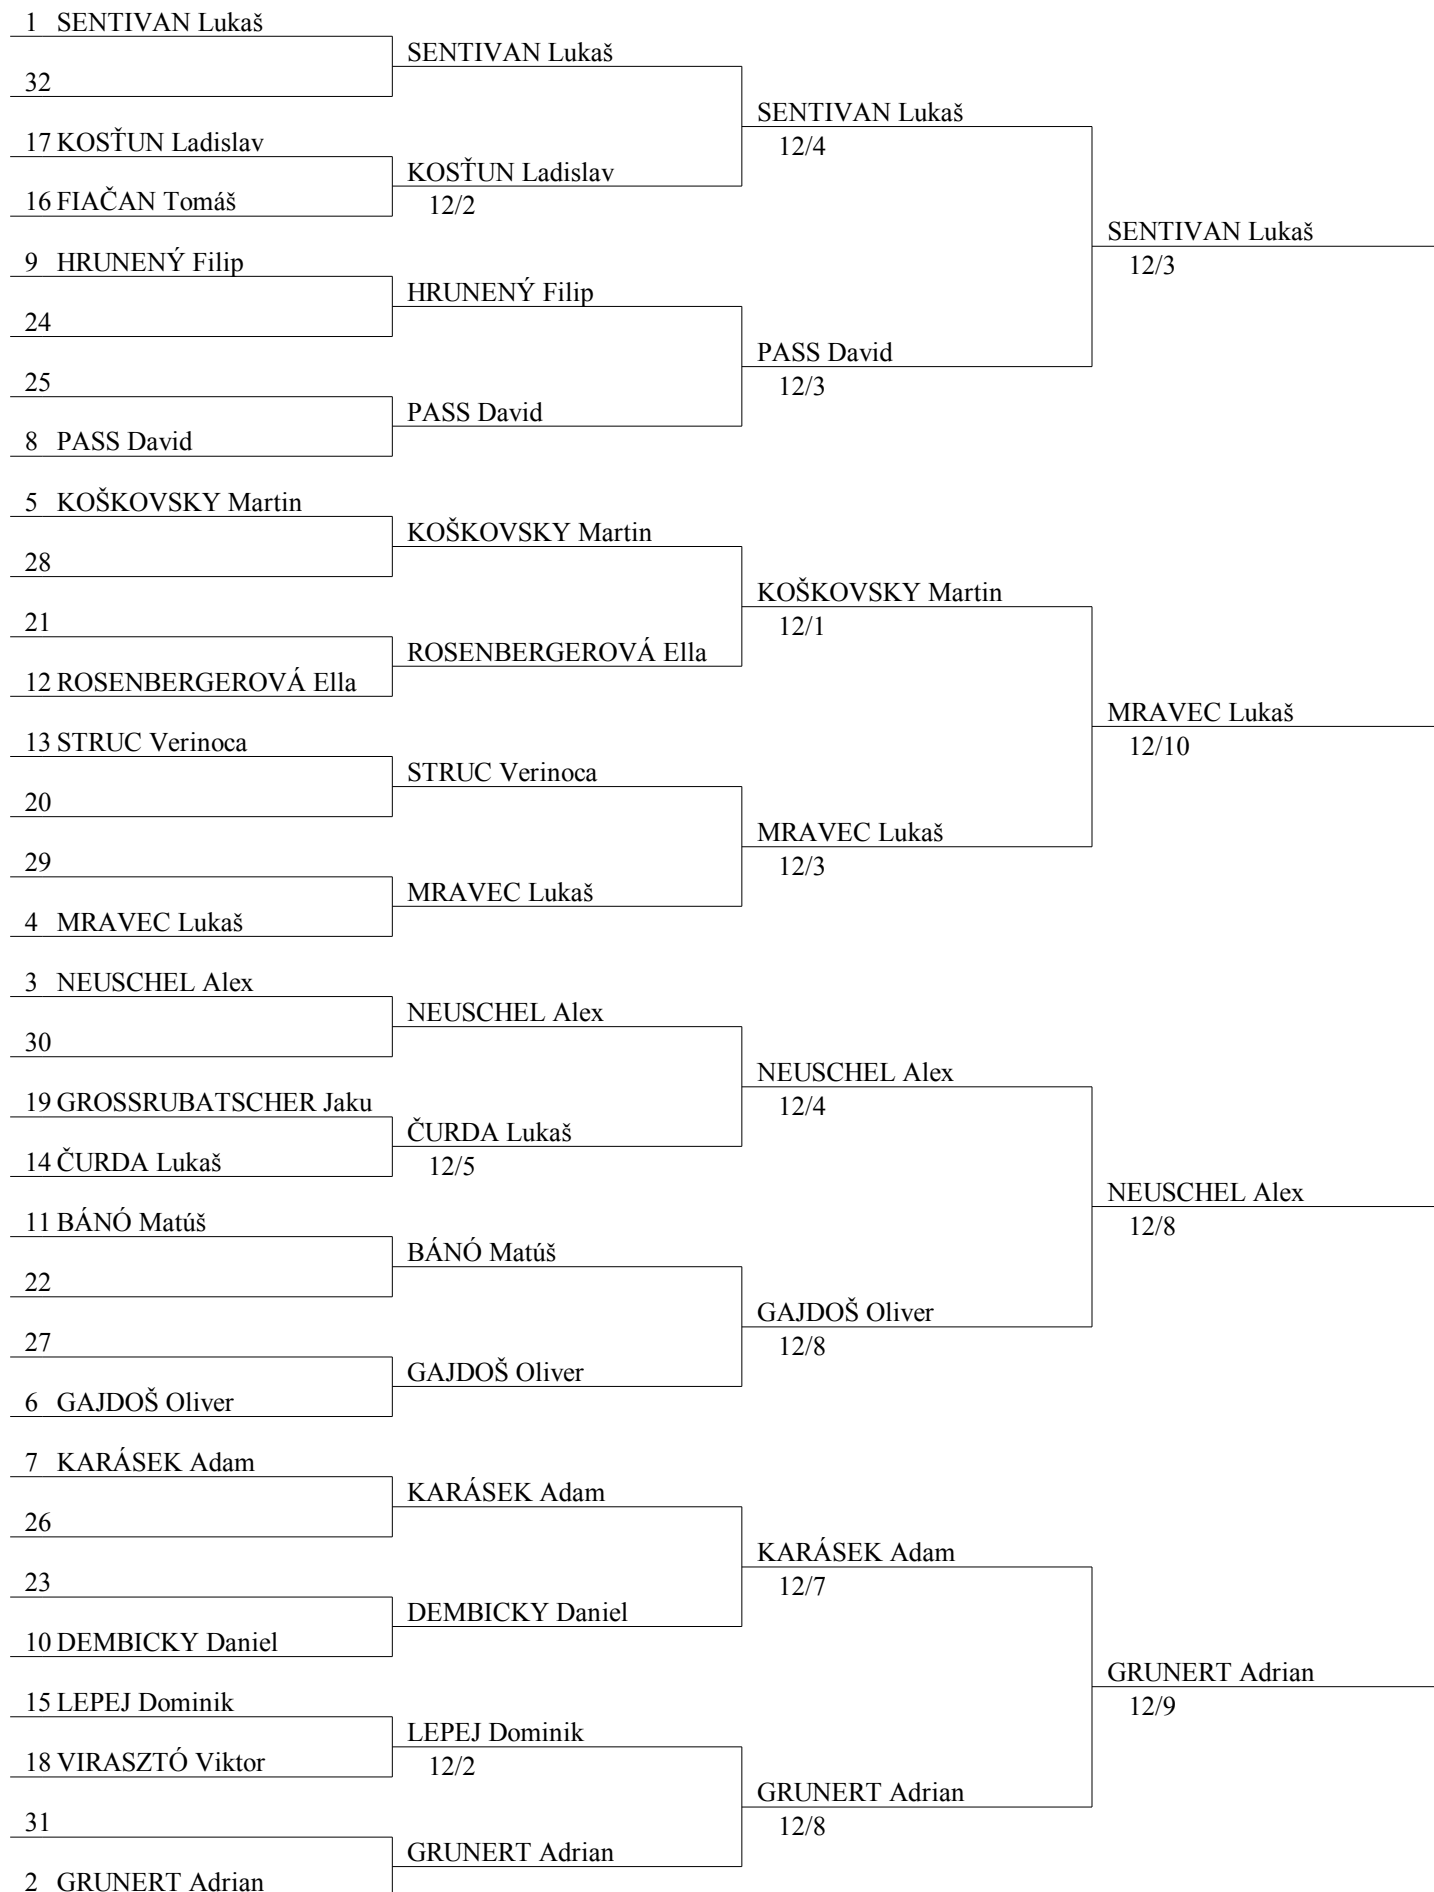 1 SENTIVAN Lukaš
SENTIVAN Lukaš
32
SENTIVAN Lukaš
12/4
17 KOSŤUN Ladislav
KOSŤUN Ladislav
12/2
16 FIAČAN Tomáš
SENTIVAN Lukaš
12/3
9 HRUNENÝ Filip
HRUNENÝ Filip
24
PASS David
12/3
25
PASS David
8 PASS David
5 KOŠKOVSKY Martin
KOŠKOVSKY Martin
28
KOŠKOVSKY Martin
12/1
21
ROSENBERGEROVÁ Ella
12 ROSENBERGEROVÁ Ella
MRAVEC Lukaš
12/10
13 STRUC Verinoca
STRUC Verinoca
20
MRAVEC Lukaš
12/3
29
MRAVEC Lukaš
4 MRAVEC Lukaš
3 NEUSCHEL Alex
NEUSCHEL Alex
30
NEUSCHEL Alex
12/4
19 GROSSRUBATSCHER Jaku
ČURDA Lukaš
12/5
14 ČURDA Lukaš
NEUSCHEL Alex
12/8
11 BÁNÓ Matúš
BÁNÓ Matúš
22
GAJDOŠ Oliver
12/8
27
GAJDOŠ Oliver
6 GAJDOŠ Oliver
7 KARÁSEK Adam
KARÁSEK Adam
26
KARÁSEK Adam
12/7
23
DEMBICKY Daniel
10 DEMBICKY Daniel
GRUNERT Adrian
12/9
15 LEPEJ Dominik
LEPEJ Dominik
12/2
18 VIRASZTÓ Viktor
GRUNERT Adrian
12/8
31
GRUNERT Adrian
2 GRUNERT Adrian